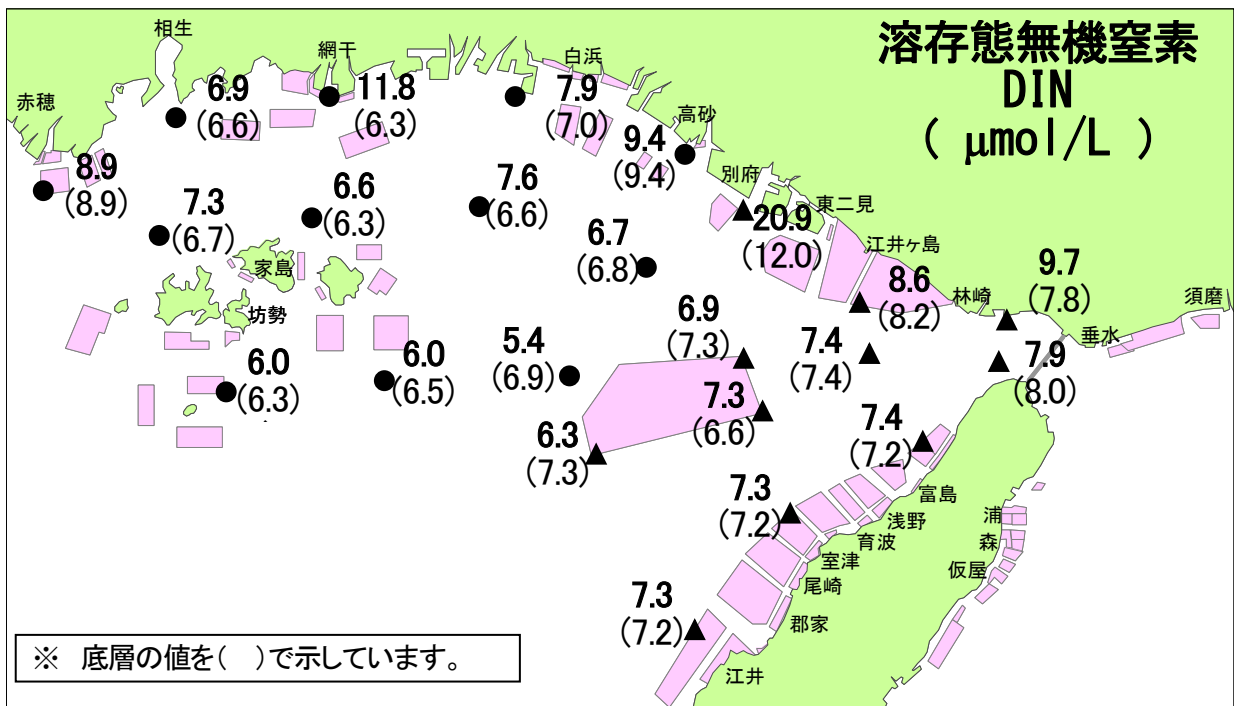 溶存態無機窒素
DIN
( μmol/L )
相生
網干
白浜
赤穂
6.9
(6.6)
11.8
(6.3)
7.9
(7.0)
高砂
9.4
(9.4)
8.9
(8.9)
別府
7.3
(6.7)
6.6
(6.3)
7.6
(6.6)
東二見
20.9
(12.0)
6.7
(6.8)
江井ヶ島
家島
8.6
(8.2)
林崎
9.7
(7.8)
須磨
坊勢
垂水
6.9
(7.3)
7.4
(7.4)
7.9
(8.0)
6.0
(6.3)
6.0
(6.5)
5.4
(6.9)
7.3
(6.6)
6.3
(7.3)
7.4
(7.2)
富島
7.3
(7.2)
浅野
浦
育波
森
室津
仮屋
尾崎
7.3
(7.2)
郡家
江井
※ 底層の値を( )で示しています。